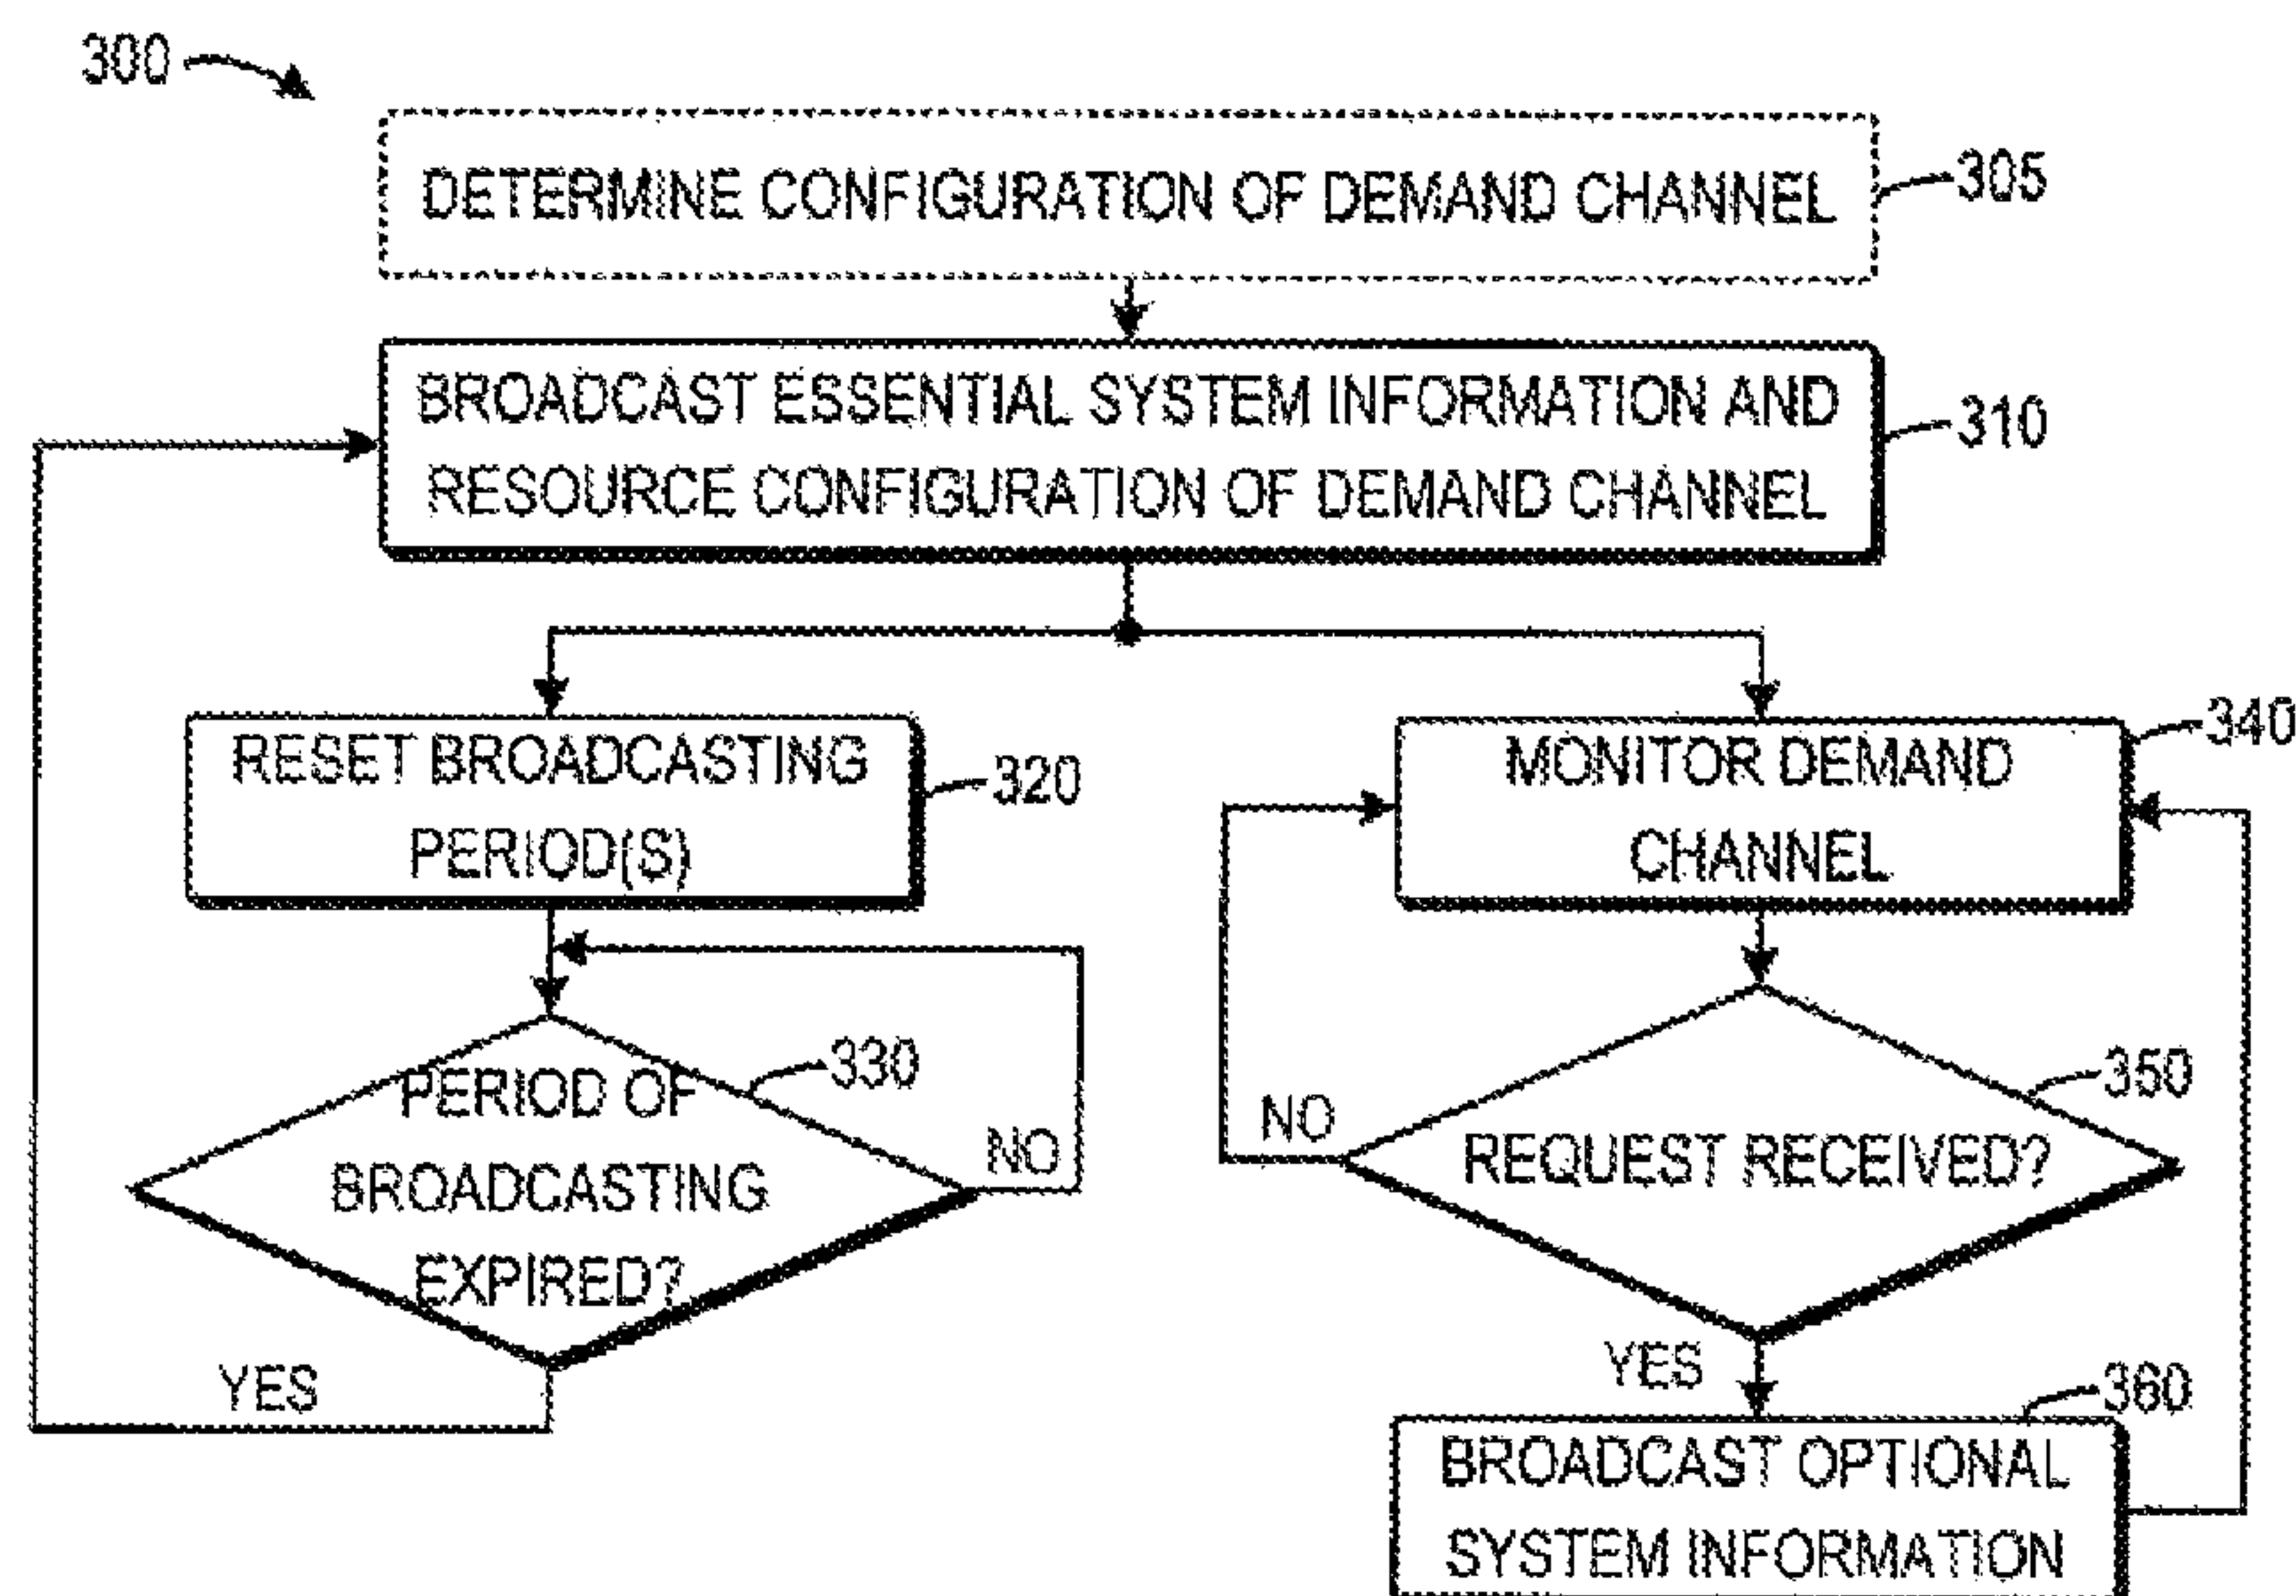 300
DETERMINE CONFIGURATION OF DEMAND CHANNEL
305
BROADCAST ESSENTIAL SYSTEM INFORMATION AND
RESOURCE CONFIGURATION OF DEMAND CHANNEL
310
RESET BROADCASTING
PERIOD(S)
320
MONITOR DEMAND
CHANNEL
340
PERIOD OF
BROADCASTING
EXPIRED?
330
NO
YES
REQUEST RECEIVED?
350
NO
YES
BROADCAST OPTIONAL
SYSTEM INFORMATION
360